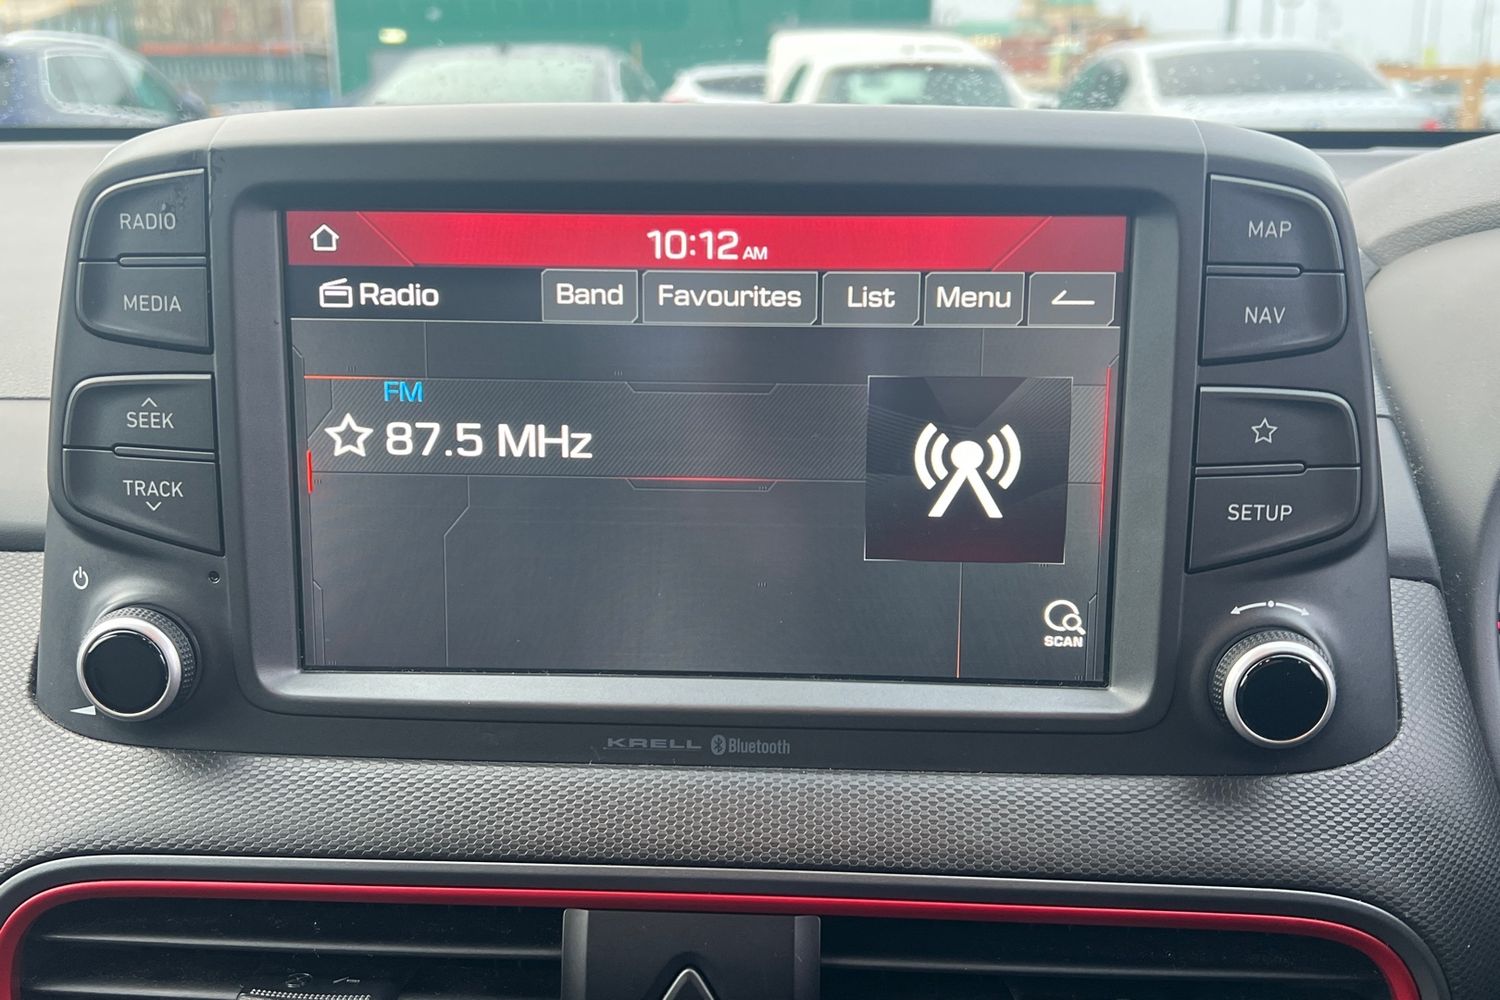 10:12 AM
Radio Band Favourites List Menu
FM
87.5 MHz
SCAN
RADIO
MEDIA
SEEK
TRACK
MAP
NAV
SETUP
KRELL Bluetooth